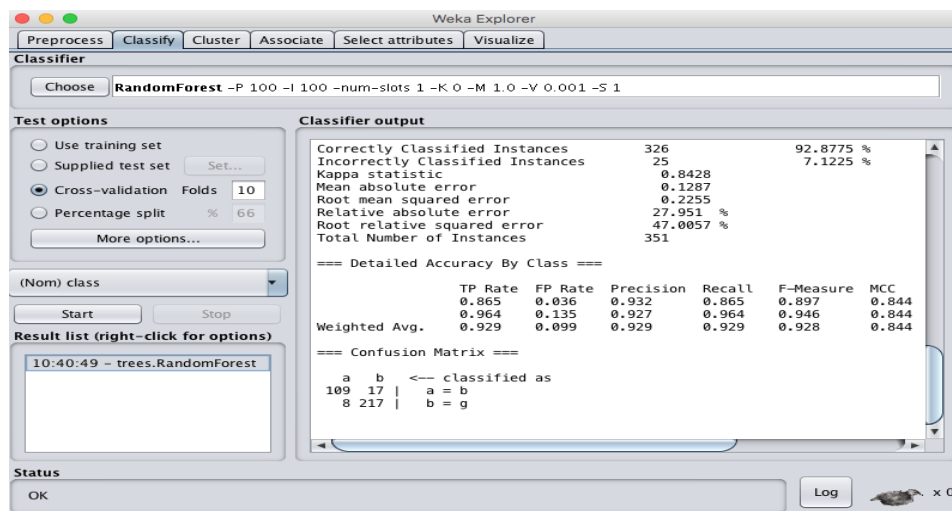 Weka Explorer
Preprocess Classify Cluster Associate Select attributes Visualize
Classifier
Choose RandomForest -P 100 -I 100 -num-slots 1 -K 0 -M 1.0 -V 0.001 -S 1
Test options
Use training set
Supplied test set Set...
Cross-validation Folds 10
Percentage split % 66
More options...
(Nom) class
Start Stop
Result list (right-click for options)
10:40:49 - trees.RandomForest
Classifier output
Correctly Classified Instances 326 92.8775 %
Incorrectly Classified Instances 25 7.1225 %
Kappa statistic 0.8428
Mean absolute error 0.1287
Root mean squared error 0.2255
Relative absolute error 27.951 %
Root relative squared error 47.0057 %
Total Number of Instances 351
=== Detailed Accuracy By Class ===
TP Rate FP Rate Precision Recall F-Measure MCC
0.865 0.036 0.932 0.865 0.897 0.844
0.964 0.135 0.927 0.964 0.946 0.844
Weighted Avg. 0.929 0.099 0.929 0.929 0.928 0.844
=== Confusion Matrix ===
a b <-- classified as
109 17 | a = b
8 217 | b = g
Status
OK
Log
x 0